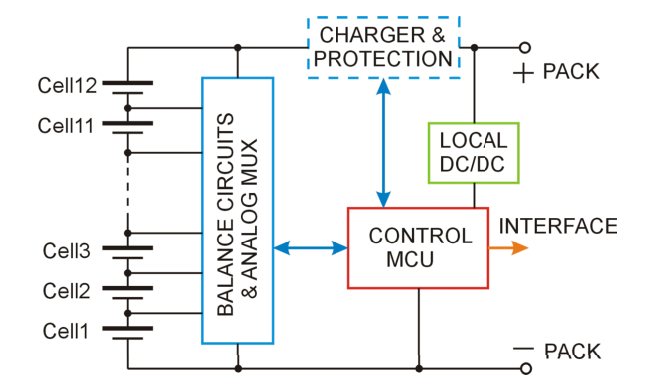 CHARGER &
PROTECTION
+ PACK
Cell12
Cell11
BALANCE CIRCUITS
& ANALOG MUX
LOCAL
DC/DC
CONTROL
MCU
INTERFACE
Cell3
Cell2
Cell1
— PACK